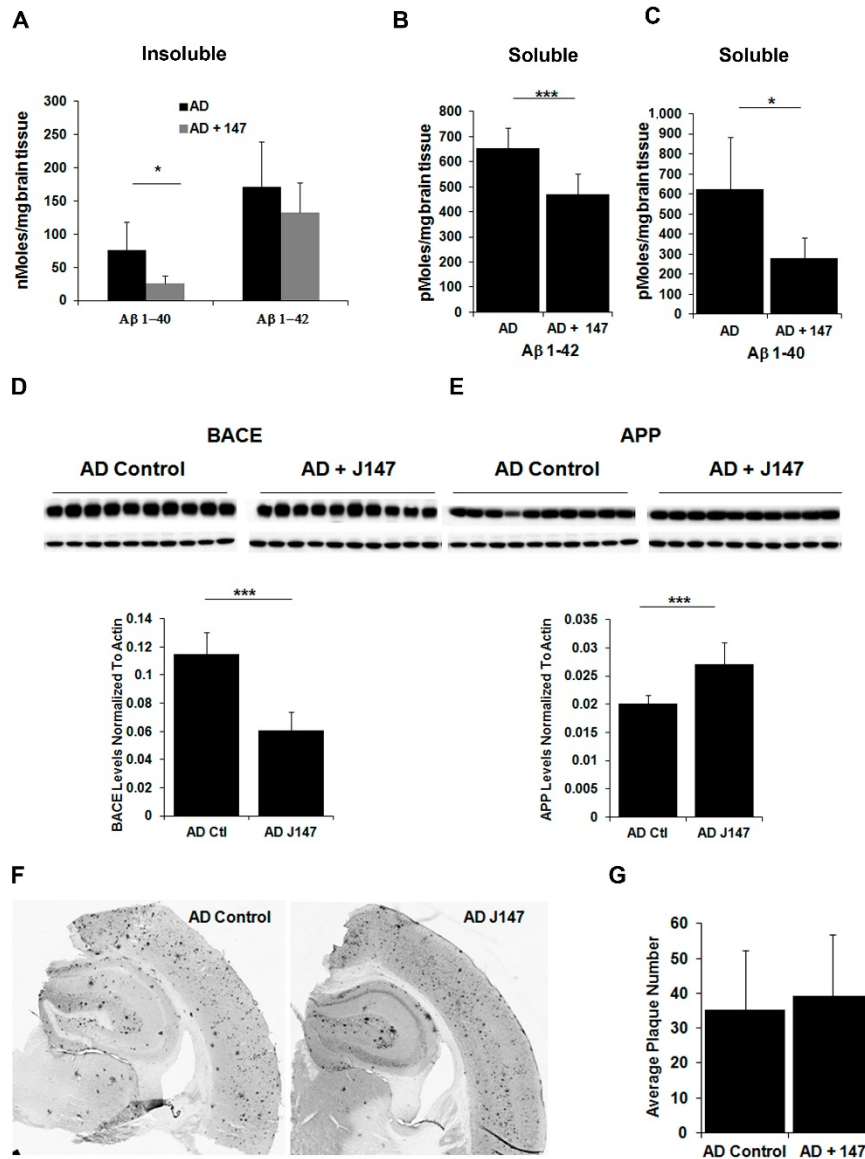 A
Insoluble
AD
AD + 147
nMoles/mg brain tissue
300
250
200
150
100
50
0
*
Aβ 1–40
Aβ 1–42
B
Soluble
pMoles/mg brain tissue
800
700
600
500
400
300
200
100
0
***
AD
AD + 147
Aβ 1-42
C
Soluble
pMoles/mg brain tissue
1.000
900
800
700
600
500
400
300
200
100
0
*
AD
AD + 147
Aβ 1-40
D
BACE
AD Control
AD + J147
BACE Levels Normalized To Actin
0.14
0.12
0.1
0.08
0.06
0.04
0.02
0
***
AD Ctl
AD J147
E
APP
AD Control
AD + J147
APP Levels Normalized To Actin
0.035
0.03
0.025
0.02
0.015
0.01
0.005
0
***
AD Ctl
AD J147
F
AD Control
AD J147
G
Average Plaque Number
60
50
40
30
20
10
0
AD Control
AD + 147